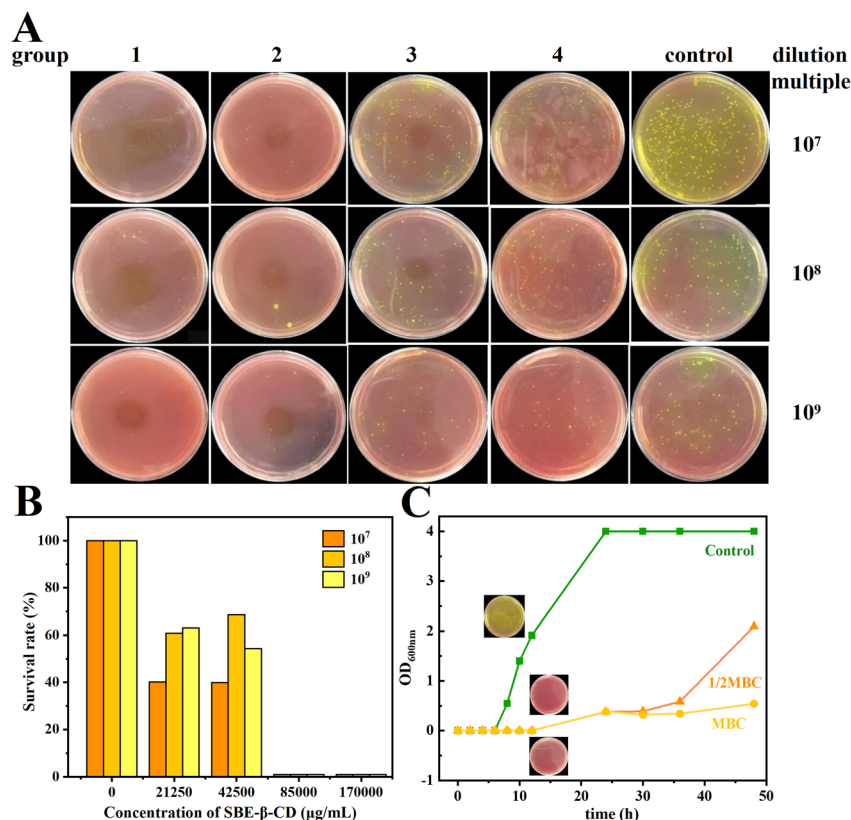 A
group 1 2 3 4 control dilution
multiple
10⁷
10⁸
10⁹
B
Survival rate (%)
100
80
60
40
20
0
10⁷
10⁸
10⁹
0 21250 42500 85000 170000
Concentration of SBE-β-CD (μg/mL)
C
OD600nm
4
3
2
1
0
-1
Control
1/2MBC
MBC
0 10 20 30 40 50
time (h)